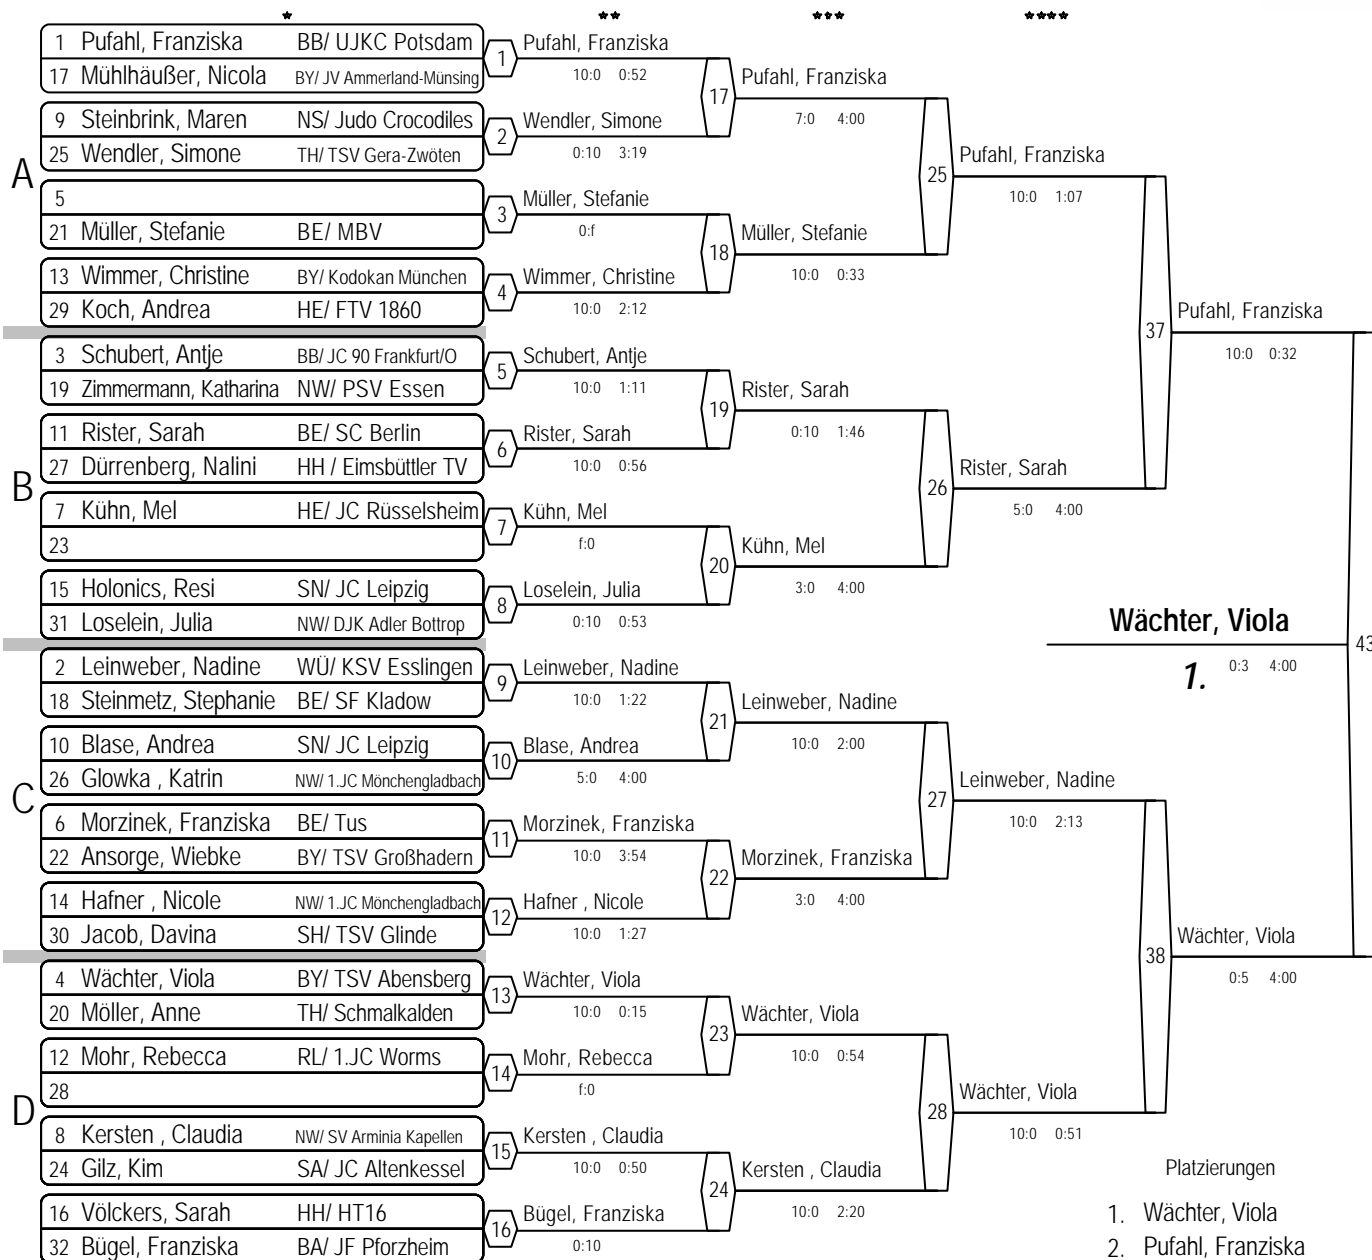 * ** *** ****
A
1 Pufahl, Franziska BB/ UJKC Potsdam
17 Mühlhäußer, Nicola BY/ JV Ammerland-Münsing
1
Pufahl, Franziska
10:0 0:52
9 Steinbrink, Maren NS/ Judo Crocodiles
25 Wendler, Simone TH/ TSV Gera-Zwöten
2
Wendler, Simone
0:10 3:19
5
21 Müller, Stefanie BE/ MBV
3
Müller, Stefanie
0:f
13 Wimmer, Christine BY/ Kodokan München
29 Koch, Andrea HE/ FTV 1860
4
Wimmer, Christine
10:0 2:12
B
3 Schubert, Antje BB/ JC 90 Frankfurt/O
19 Zimmermann, Katharina NW/ PSV Essen
5
Schubert, Antje
10:0 1:11
11 Rister, Sarah BE/ SC Berlin
27 Dürrenberg, Nalini HH / Eimsbüttler TV
6
Rister, Sarah
10:0 0:56
7 Kühn, Mel HE/ JC Rüsselsheim
23
7
Kühn, Mel
f:0
15 Holonics, Resi SN/ JC Leipzig
31 Loselein, Julia NW/ DJK Adler Bottrop
8
Loselein, Julia
0:10 0:53
C
2 Leinweber, Nadine WÜ/ KSV Esslingen
18 Steinmetz, Stephanie BE/ SF Kladow
9
Leinweber, Nadine
10:0 1:22
10 Blase, Andrea SN/ JC Leipzig
26 Glowka , Katrin NW/ 1.JC Mönchengladbach
10
Blase, Andrea
5:0 4:00
6 Morzinek, Franziska BE/ Tus
22 Ansorge, Wiebke BY/ TSV Großhadern
11
Morzinek, Franziska
10:0 3:54
14 Hafner , Nicole NW/ 1.JC Mönchengladbach
30 Jacob, Davina SH/ TSV Glinde
12
Hafner , Nicole
10:0 1:27
D
4 Wächter, Viola BY/ TSV Abensberg
20 Möller, Anne TH/ Schmalkalden
13
Wächter, Viola
10:0 0:15
12 Mohr, Rebecca RL/ 1.JC Worms
28
14
Mohr, Rebecca
f:0
8 Kersten , Claudia NW/ SV Arminia Kapellen
24 Gilz, Kim SA/ JC Altenkessel
15
Kersten , Claudia
10:0 0:50
16 Völckers, Sarah HH/ HT16
32 Bügel, Franziska BA/ JF Pforzheim
16
Bügel, Franziska
0:10
17
Pufahl, Franziska
7:0 4:00
18
Müller, Stefanie
10:0 0:33
19
Rister, Sarah
0:10 1:46
20
Kühn, Mel
3:0 4:00
21
Leinweber, Nadine
10:0 2:00
22
Morzinek, Franziska
3:0 4:00
23
Wächter, Viola
10:0 0:54
24
Kersten , Claudia
10:0 2:20
25
Pufahl, Franziska
10:0 1:07
26
Rister, Sarah
5:0 4:00
27
Leinweber, Nadine
10:0 2:13
28
Wächter, Viola
10:0 0:51
37
Pufahl, Franziska
10:0 0:32
38
Wächter, Viola
0:5 4:00
43
Wächter, Viola
1. 0:3 4:00
Platzierungen
1. Wächter, Viola
2. Pufahl, Franziska